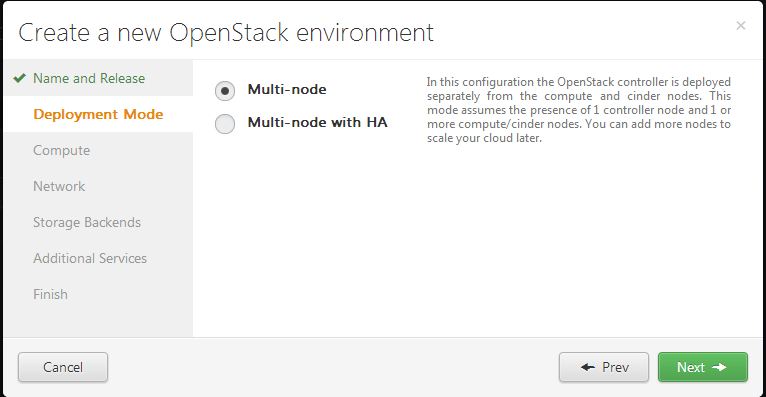 Create a new OpenStack environment
×
Name and Release
Deployment Mode
Compute
Network
Storage Backends
Additional Services
Finish
Multi-node
Multi-node with HA
In this configuration the OpenStack controller is deployed
separately from the compute and cinder nodes. This
mode assumes the presence of 1 controller node and 1 or
more compute/cinder nodes. You can add more nodes to
scale your cloud later.
Cancel
Prev
Next